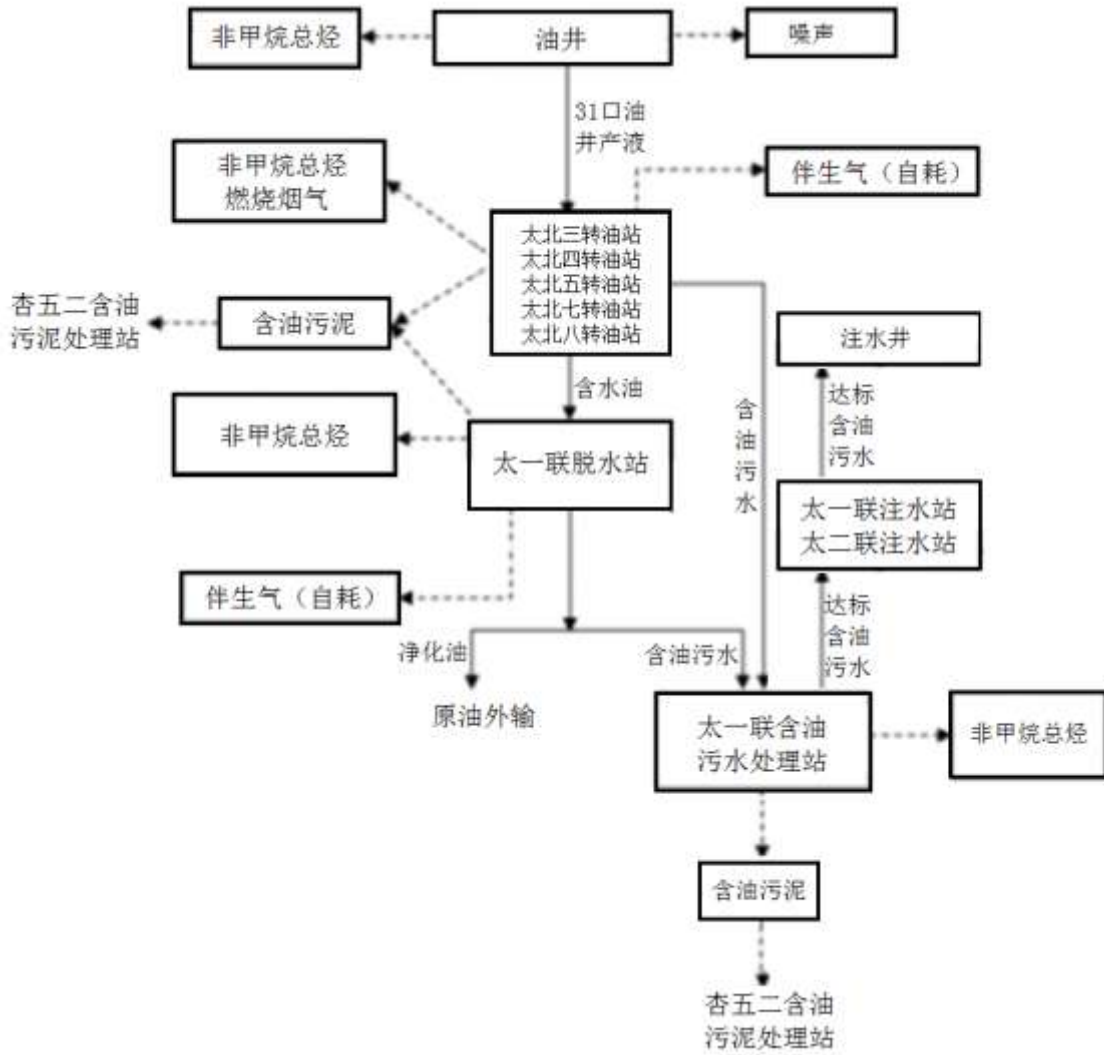 非甲烷总烃
油井
噪声
31口油
井产液
非甲烷总烃
燃烧烟气
伴生气（自耗）
太北三转油站
太北四转油站
太北五转油站
太北七转油站
太北八转油站
杏五二含油
污泥处理站
含油污泥
注水井
含水油
达标
含油
污水
含油污水
非甲烷总烃
太一联脱水站
太一联注水站
太二联注水站
伴生气（自耗）
达标
含油
污水
净化油
含油污水
原油外输
太一联含油
污水处理站
非甲烷总烃
含油污泥
杏五二含油
污泥处理站